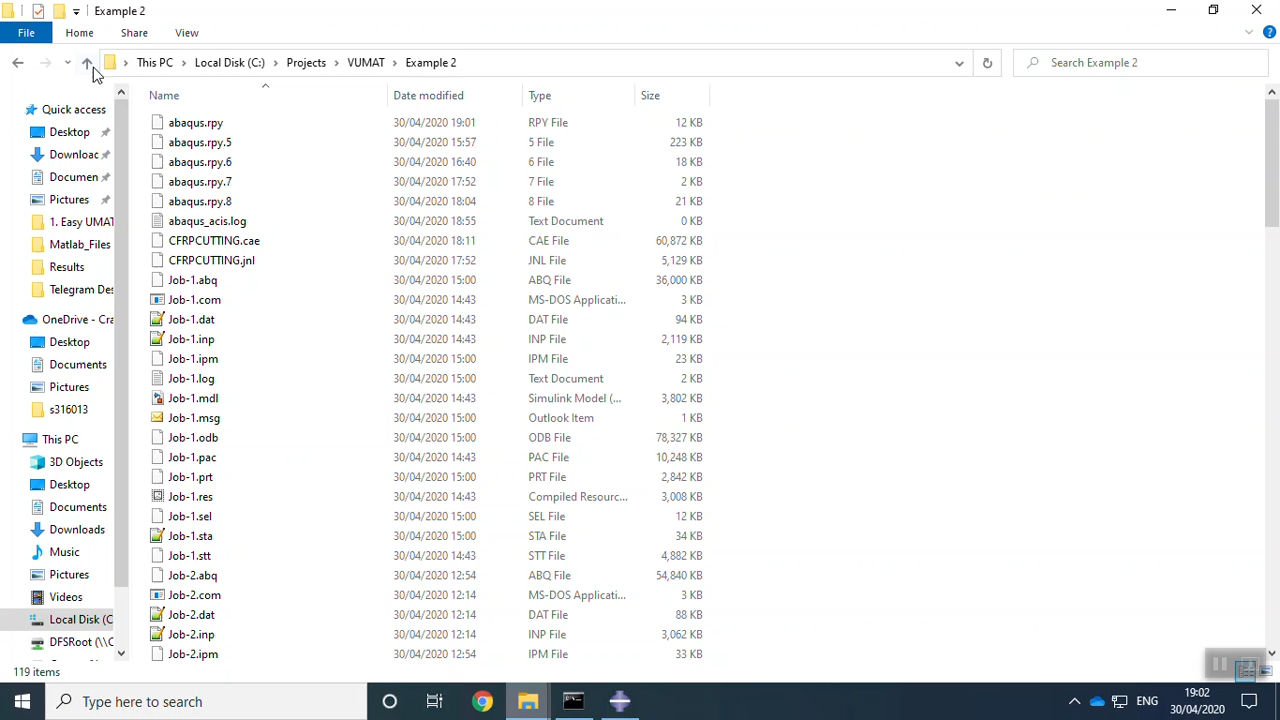 Example 2
File Home Share View
This PC Local Disk (C:) Projects VUMAT Example 2 Search Example 2
Name Date modified Type Size
Quick access
Desktop
Downloac
Documen
Pictures
1. Easy UMAT
Matlab_Files
Results
Telegram Des
OneDrive - Cra
Desktop
Documents
Pictures
s316013
This PC
3D Objects
Desktop
Documents
Downloads
Music
Pictures
Videos
Local Disk (C
DFSRoot (\\C
abaqus.rpy 30/04/2020 19:01 RPY File 12 KB
abaqus.rpy.5 30/04/2020 15:57 5 File 223 KB
abaqus.rpy.6 30/04/2020 16:40 6 File 18 KB
abaqus.rpy.7 30/04/2020 17:52 7 File 2 KB
abaqus.rpy.8 30/04/2020 18:04 8 File 21 KB
abaqus_acis.log 30/04/2020 18:55 Text Document 0 KB
CFRPCUTTING.cae 30/04/2020 18:11 CAE File 60,872 KB
CFRPCUTTING.jnl 30/04/2020 17:52 JNL File 5,129 KB
Job-1.abq 30/04/2020 15:00 ABQ File 36,000 KB
Job-1.com 30/04/2020 14:43 MS-DOS Applicati... 3 KB
Job-1.dat 30/04/2020 14:43 DAT File 94 KB
Job-1.inp 30/04/2020 14:43 INP File 2,119 KB
Job-1.ipm 30/04/2020 15:00 IPM File 23 KB
Job-1.log 30/04/2020 15:00 Text Document 2 KB
Job-1.mdl 30/04/2020 14:43 Simulink Model (... 3,802 KB
Job-1.msg 30/04/2020 15:00 Outlook Item 1 KB
Job-1.odb 30/04/2020 15:00 ODB File 78,327 KB
Job-1.pac 30/04/2020 14:43 PAC File 10,248 KB
Job-1.prt 30/04/2020 15:00 PRT File 2,842 KB
Job-1.res 30/04/2020 14:43 Compiled Resourc... 3,008 KB
Job-1.sel 30/04/2020 15:00 SEL File 12 KB
Job-1.sta 30/04/2020 15:00 STA File 34 KB
Job-1.stt 30/04/2020 14:43 STT File 4,882 KB
Job-2.abq 30/04/2020 12:54 ABQ File 54,840 KB
Job-2.com 30/04/2020 12:14 MS-DOS Applicati... 3 KB
Job-2.dat 30/04/2020 12:14 DAT File 88 KB
Job-2.inp 30/04/2020 12:14 INP File 3,062 KB
Job-2.ipm 30/04/2020 12:54 IPM File 33 KB
119 items
Type here to search
ENG
19:02
30/04/2020